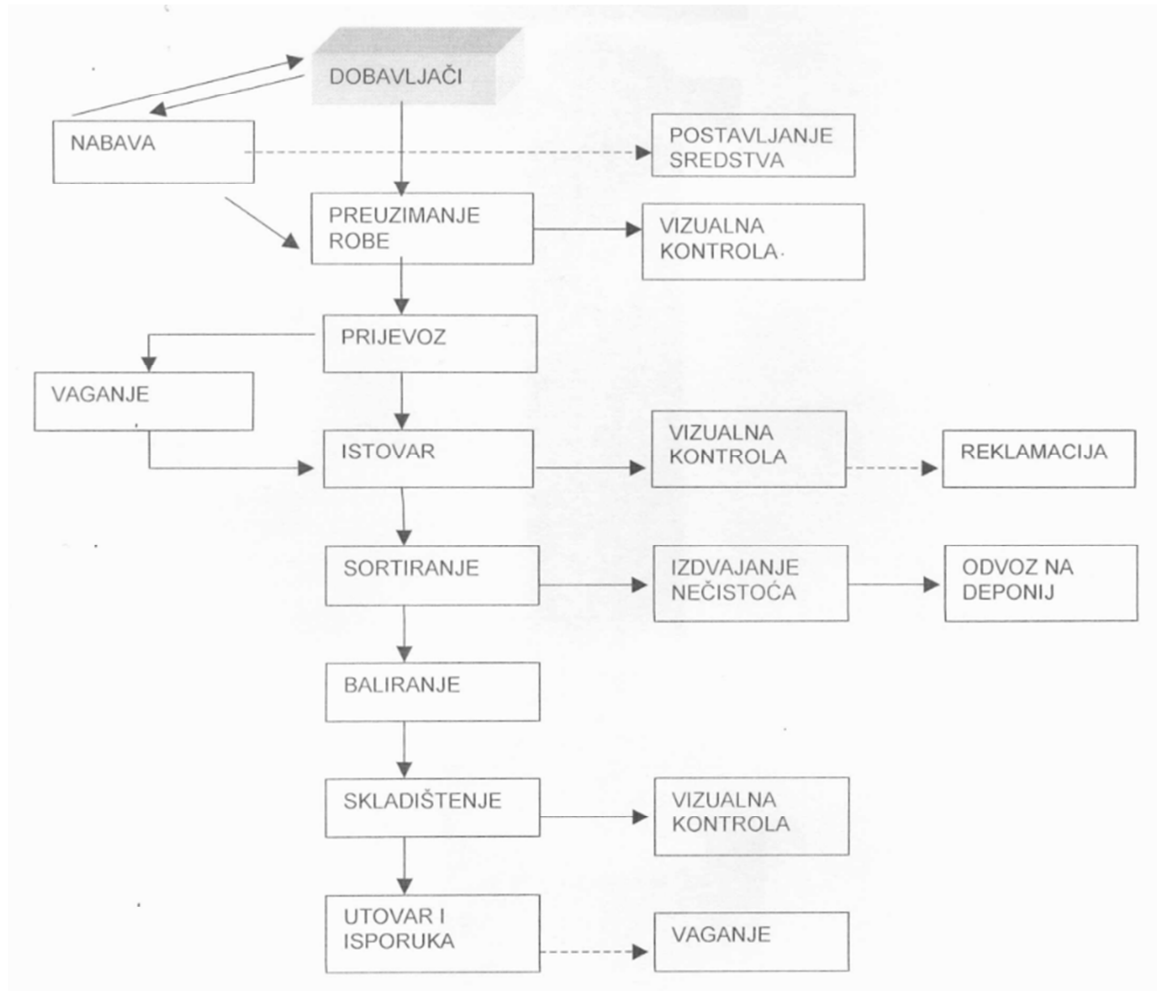 DOBAVLJAČI
NABAVA
POSTAVLJANJE
SREDSTVA
PREUZIMANJE
ROBE
VIZUALNA
KONTROLA
PRIJEVOZ
VAGANJE
ISTOVAR
VIZUALNA
KONTROLA
REKLAMACIJA
SORTIRANJE
IZDVAJANJE
NEČISTOĆA
ODVOZ NA
DEPONIJ
BALIRANJE
SKLADIŠTENJE
VIZUALNA
KONTROLA
UTOVAR I
ISPORUKA
VAGANJE